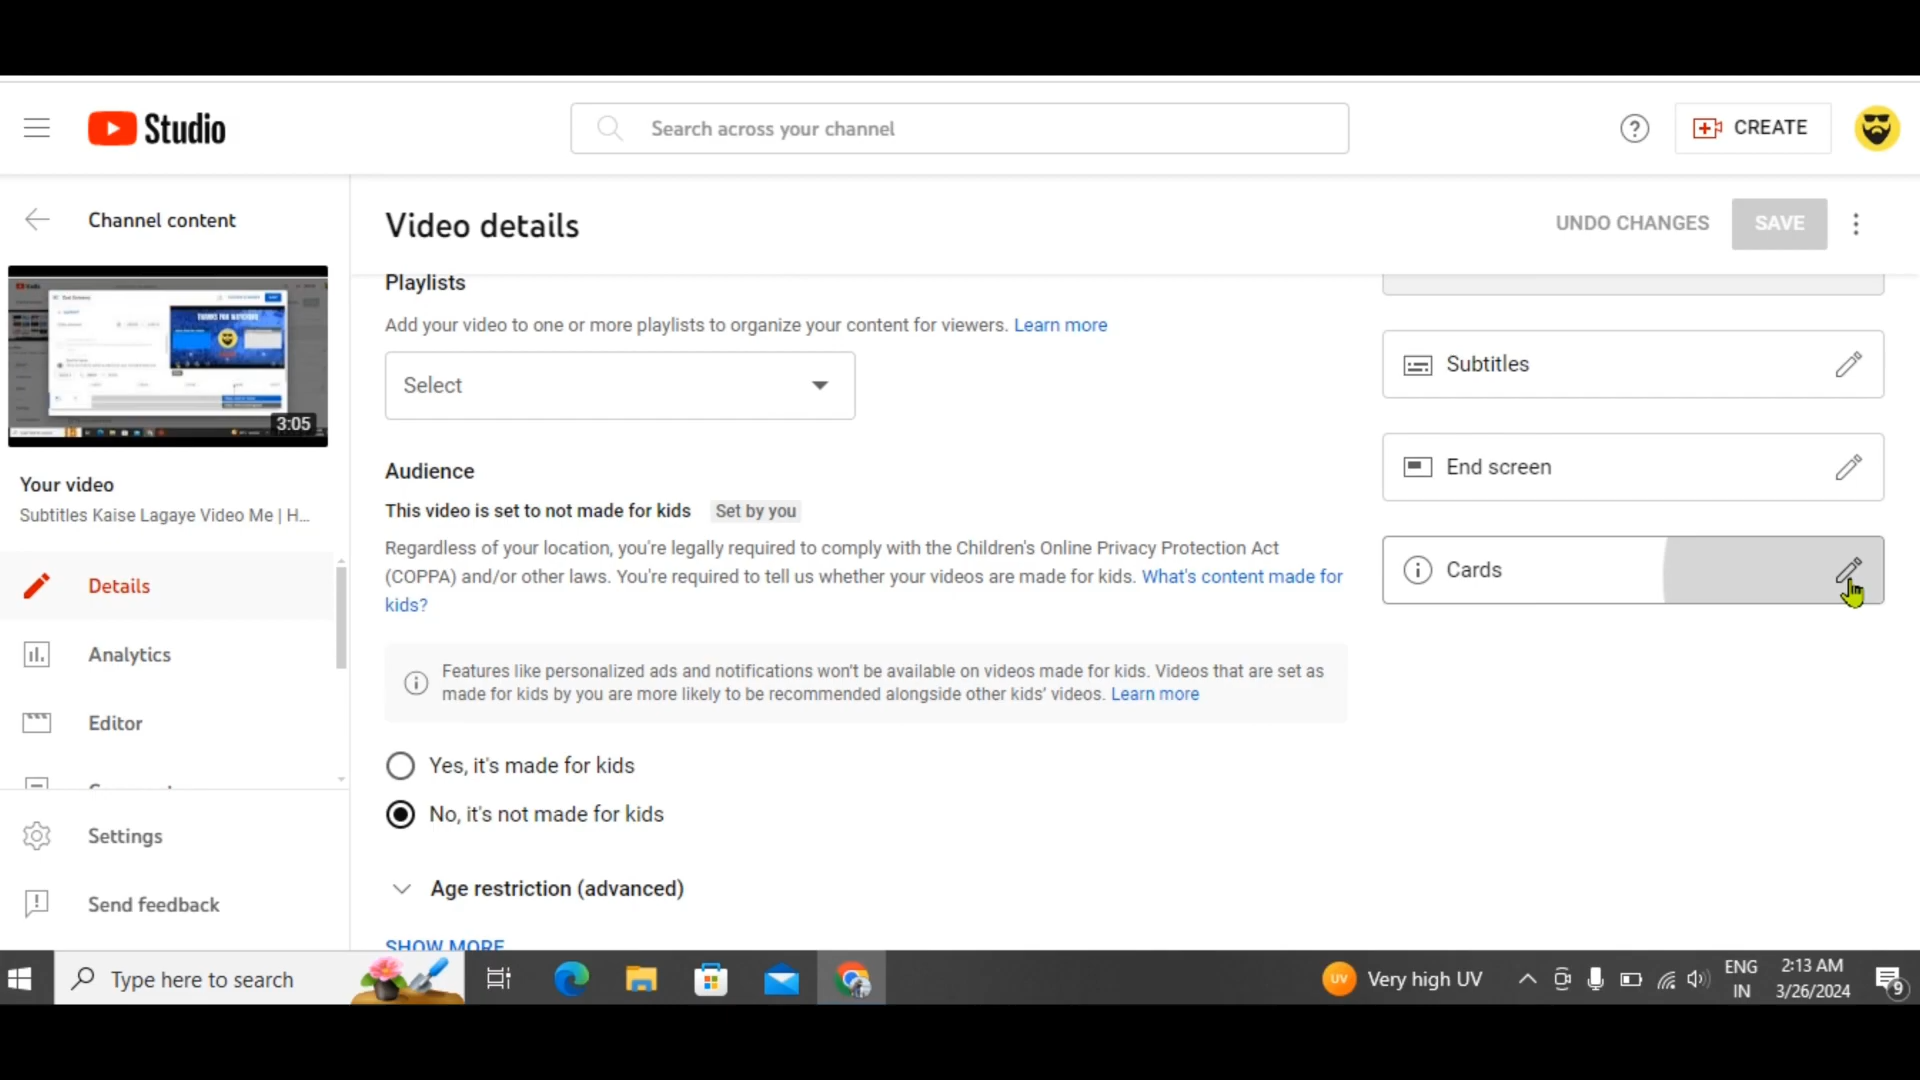 Studio
Search across your channel
CREATE
Channel content
Video details
UNDO CHANGES
SAVE
THANKS FOR WATCHING
3:05
Your video
Subtitles Kaise Lagaye Video Me | H...
Details
Analytics
Editor
Settings
Send feedback
Playlists
Add your video to one or more playlists to organize your content for viewers. Learn more
Select
Audience
This video is set to not made for kids Set by you
Regardless of your location, you're legally required to comply with the Children's Online Privacy Protection Act
(COPPA) and/or other laws. You're required to tell us whether your videos are made for kids. What's content made for
kids?
Features like personalized ads and notifications won't be available on videos made for kids. Videos that are set as
made for kids by you are more likely to be recommended alongside other kids' videos. Learn more
Yes, it's made for kids
No, it's not made for kids
Age restriction (advanced)
SHOW MORE
Subtitles
End screen
Cards
Type here to search
UV
Very high UV
ENG
IN
2:13 AM
3/26/2024
9